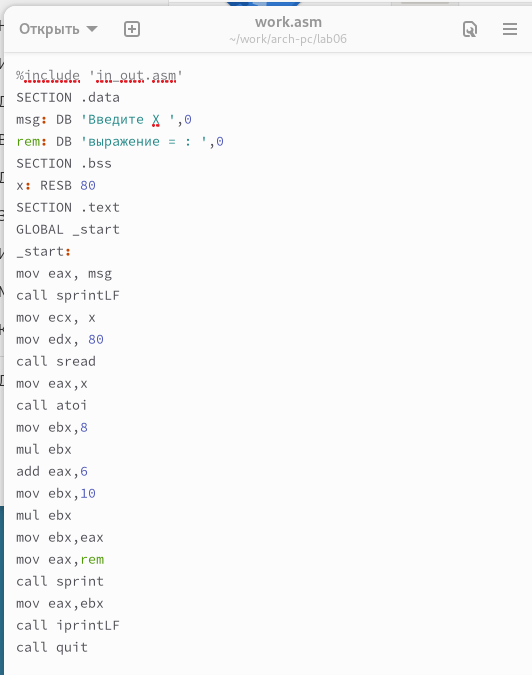 Открыть
work.asm
~/work/arch-pc/lab06
%include 'in_out.asm'
SECTION .data
msg: DB 'Введите X ',0
rem: DB 'выражение = : ',0
SECTION .bss
x: RESB 80
SECTION .text
GLOBAL _start
_start:
mov eax, msg
call sprintLF
mov ecx, x
mov edx, 80
call sread
mov eax,x
call atoi
mov ebx,8
mul ebx
add eax,6
mov ebx,10
mul ebx
mov ebx,eax
mov eax,rem
call sprint
mov eax,ebx
call iprintLF
call quit